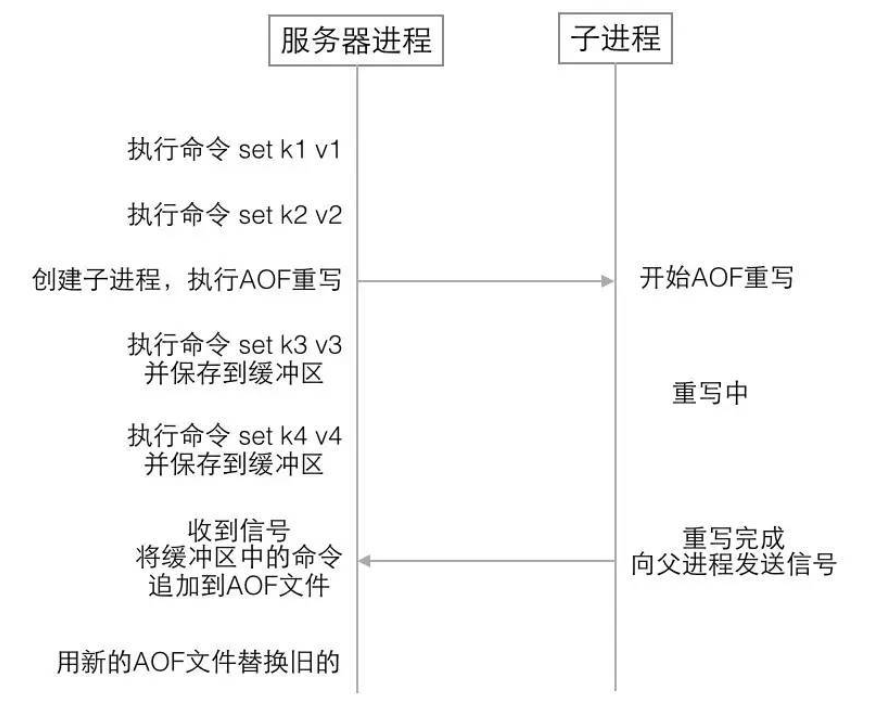 服务器进程
子进程
执行命令 set k1 v1
执行命令 set k2 v2
创建子进程，执行AOF重写
开始AOF重写
执行命令 set k3 v3
并保存到缓冲区
重写中
执行命令 set k4 v4
并保存到缓冲区
收到信号
将缓冲区中的命令
追加到AOF文件
重写完成
向父进程发送信号
用新的AOF文件替换旧的